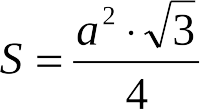 S = a² · √3 / 4